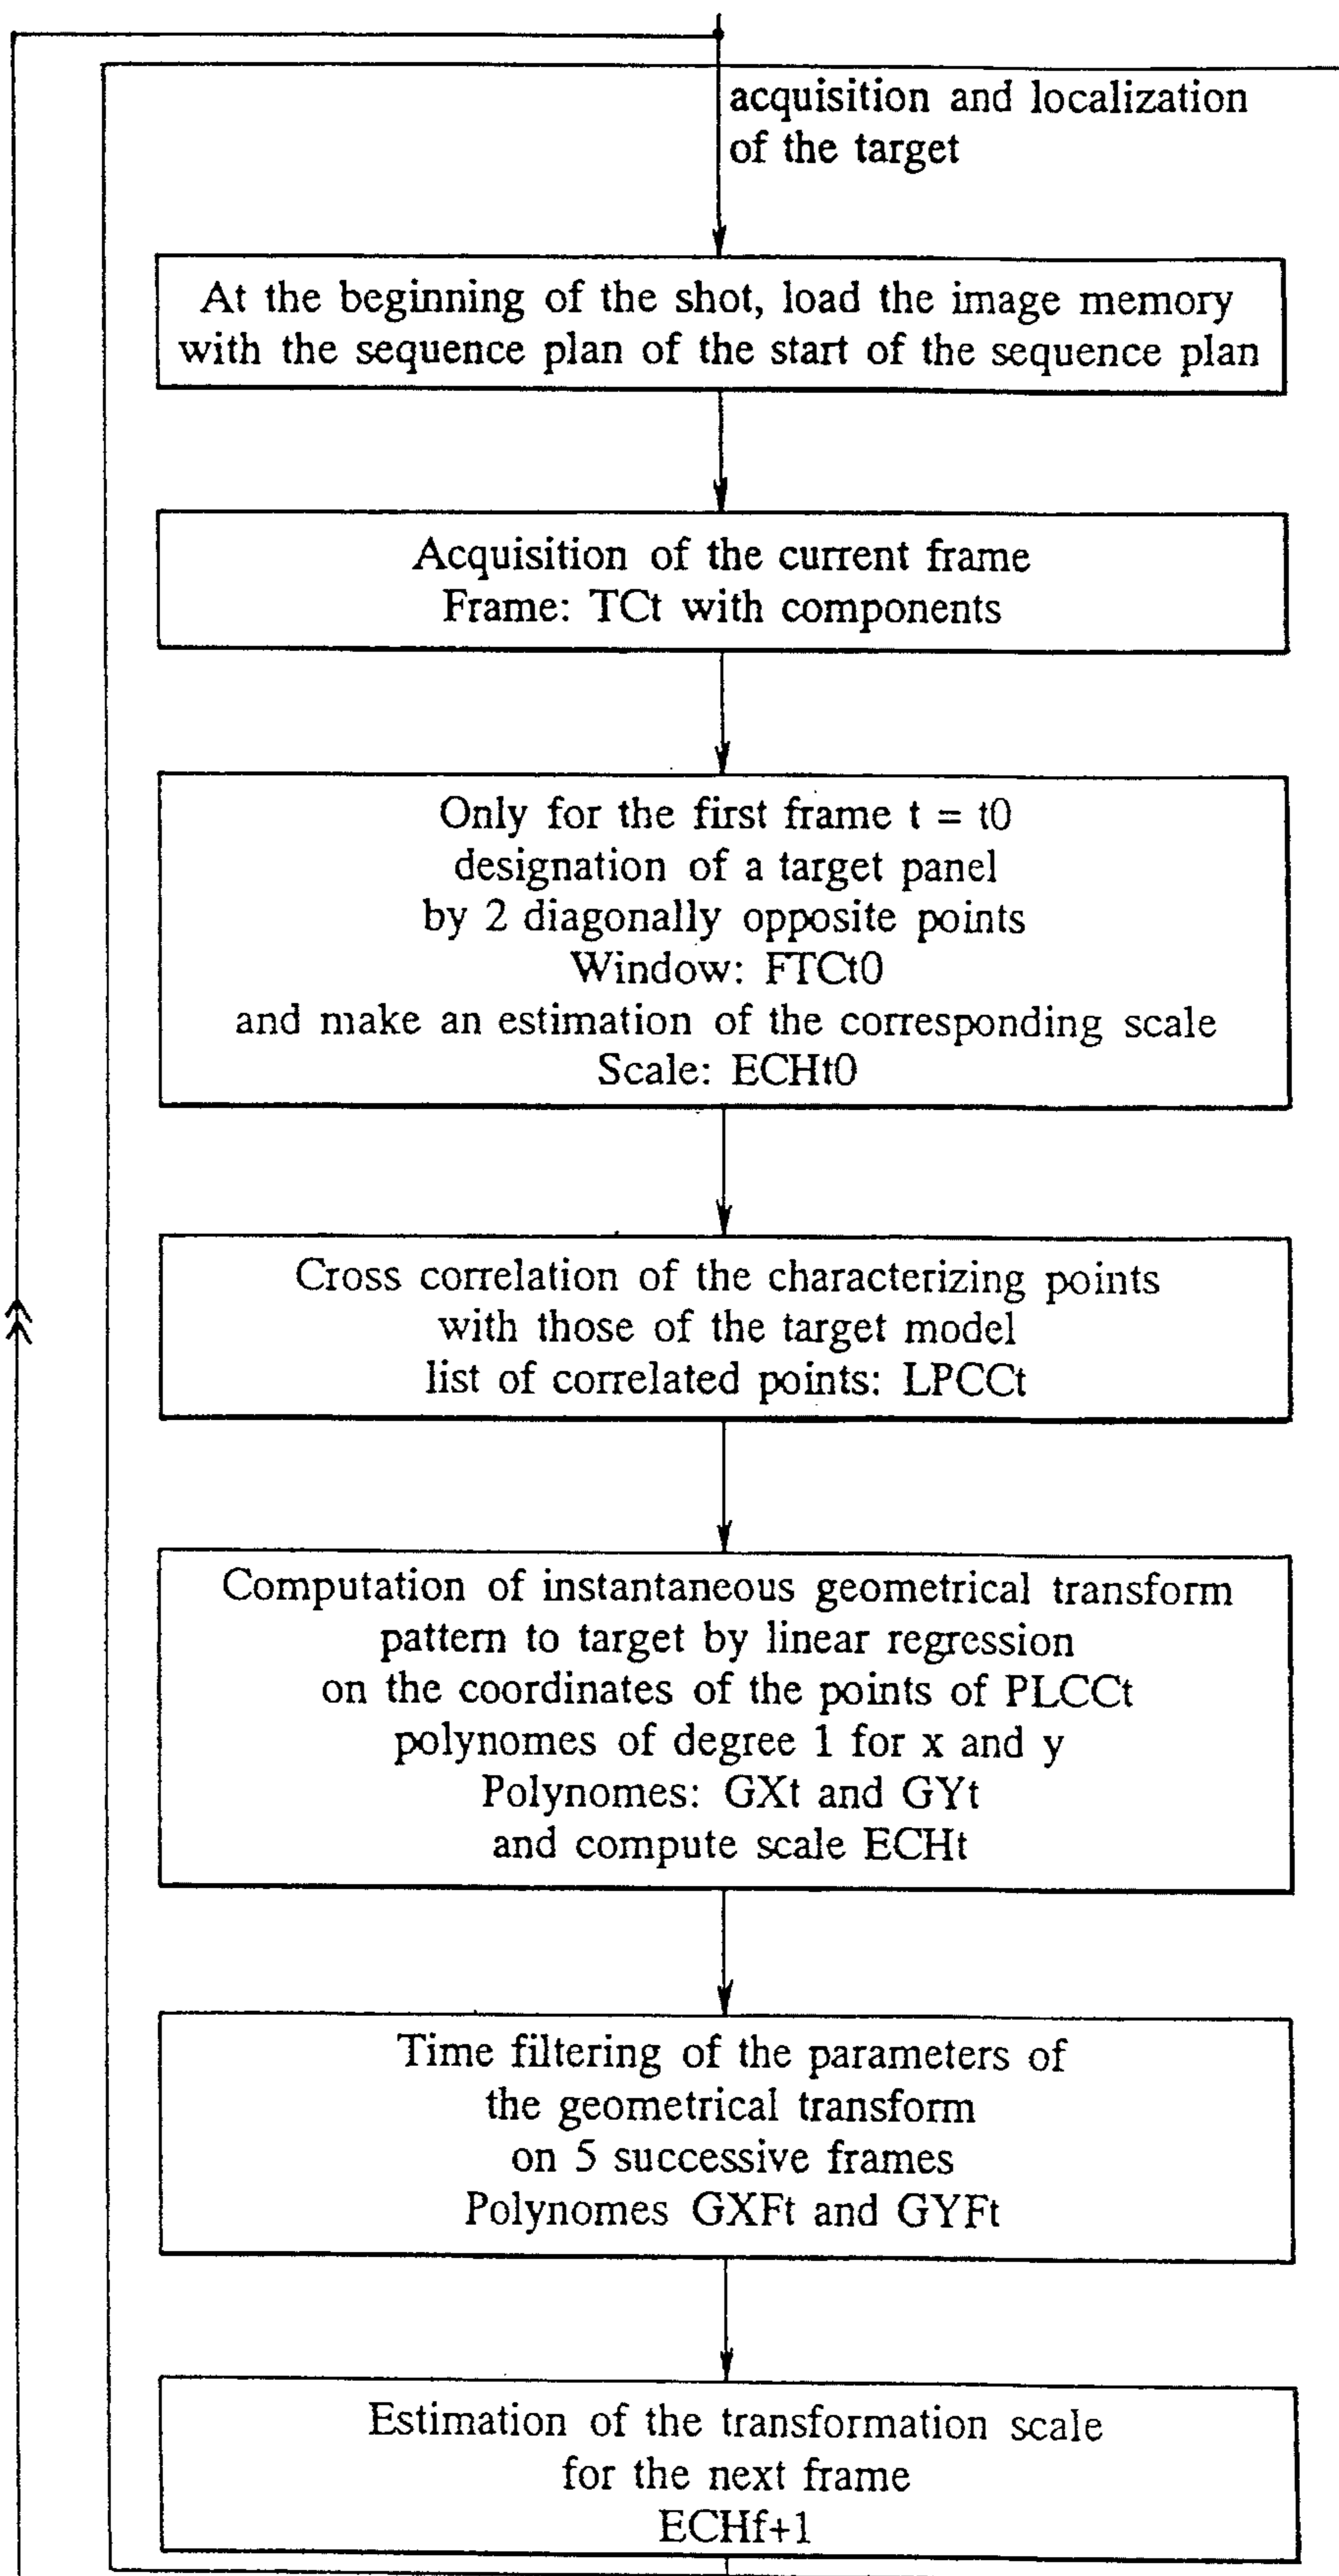 acquisition and localization
of the target
At the beginning of the shot, load the image memory
with the sequence plan of the start of the sequence plan
Acquisition of the current frame
Frame: TCt with components
Only for the first frame t = t0
designation of a target panel
by 2 diagonally opposite points
Window: FTCt0
and make an estimation of the corresponding scale
Scale: ECHt0
Cross correlation of the characterizing points
with those of the target model
list of correlated points: LPCCt
Computation of instantaneous geometrical transform
pattern to target by linear regression
on the coordinates of the points of PLCCt
polynomes of degree 1 for x and y
Polynomes: GXt and GYt
and compute scale ECHt
Time filtering of the parameters of
the geometrical transform
on 5 successive frames
Polynomes GXFt and GYFt
Estimation of the transformation scale
for the next frame
ECHf+1